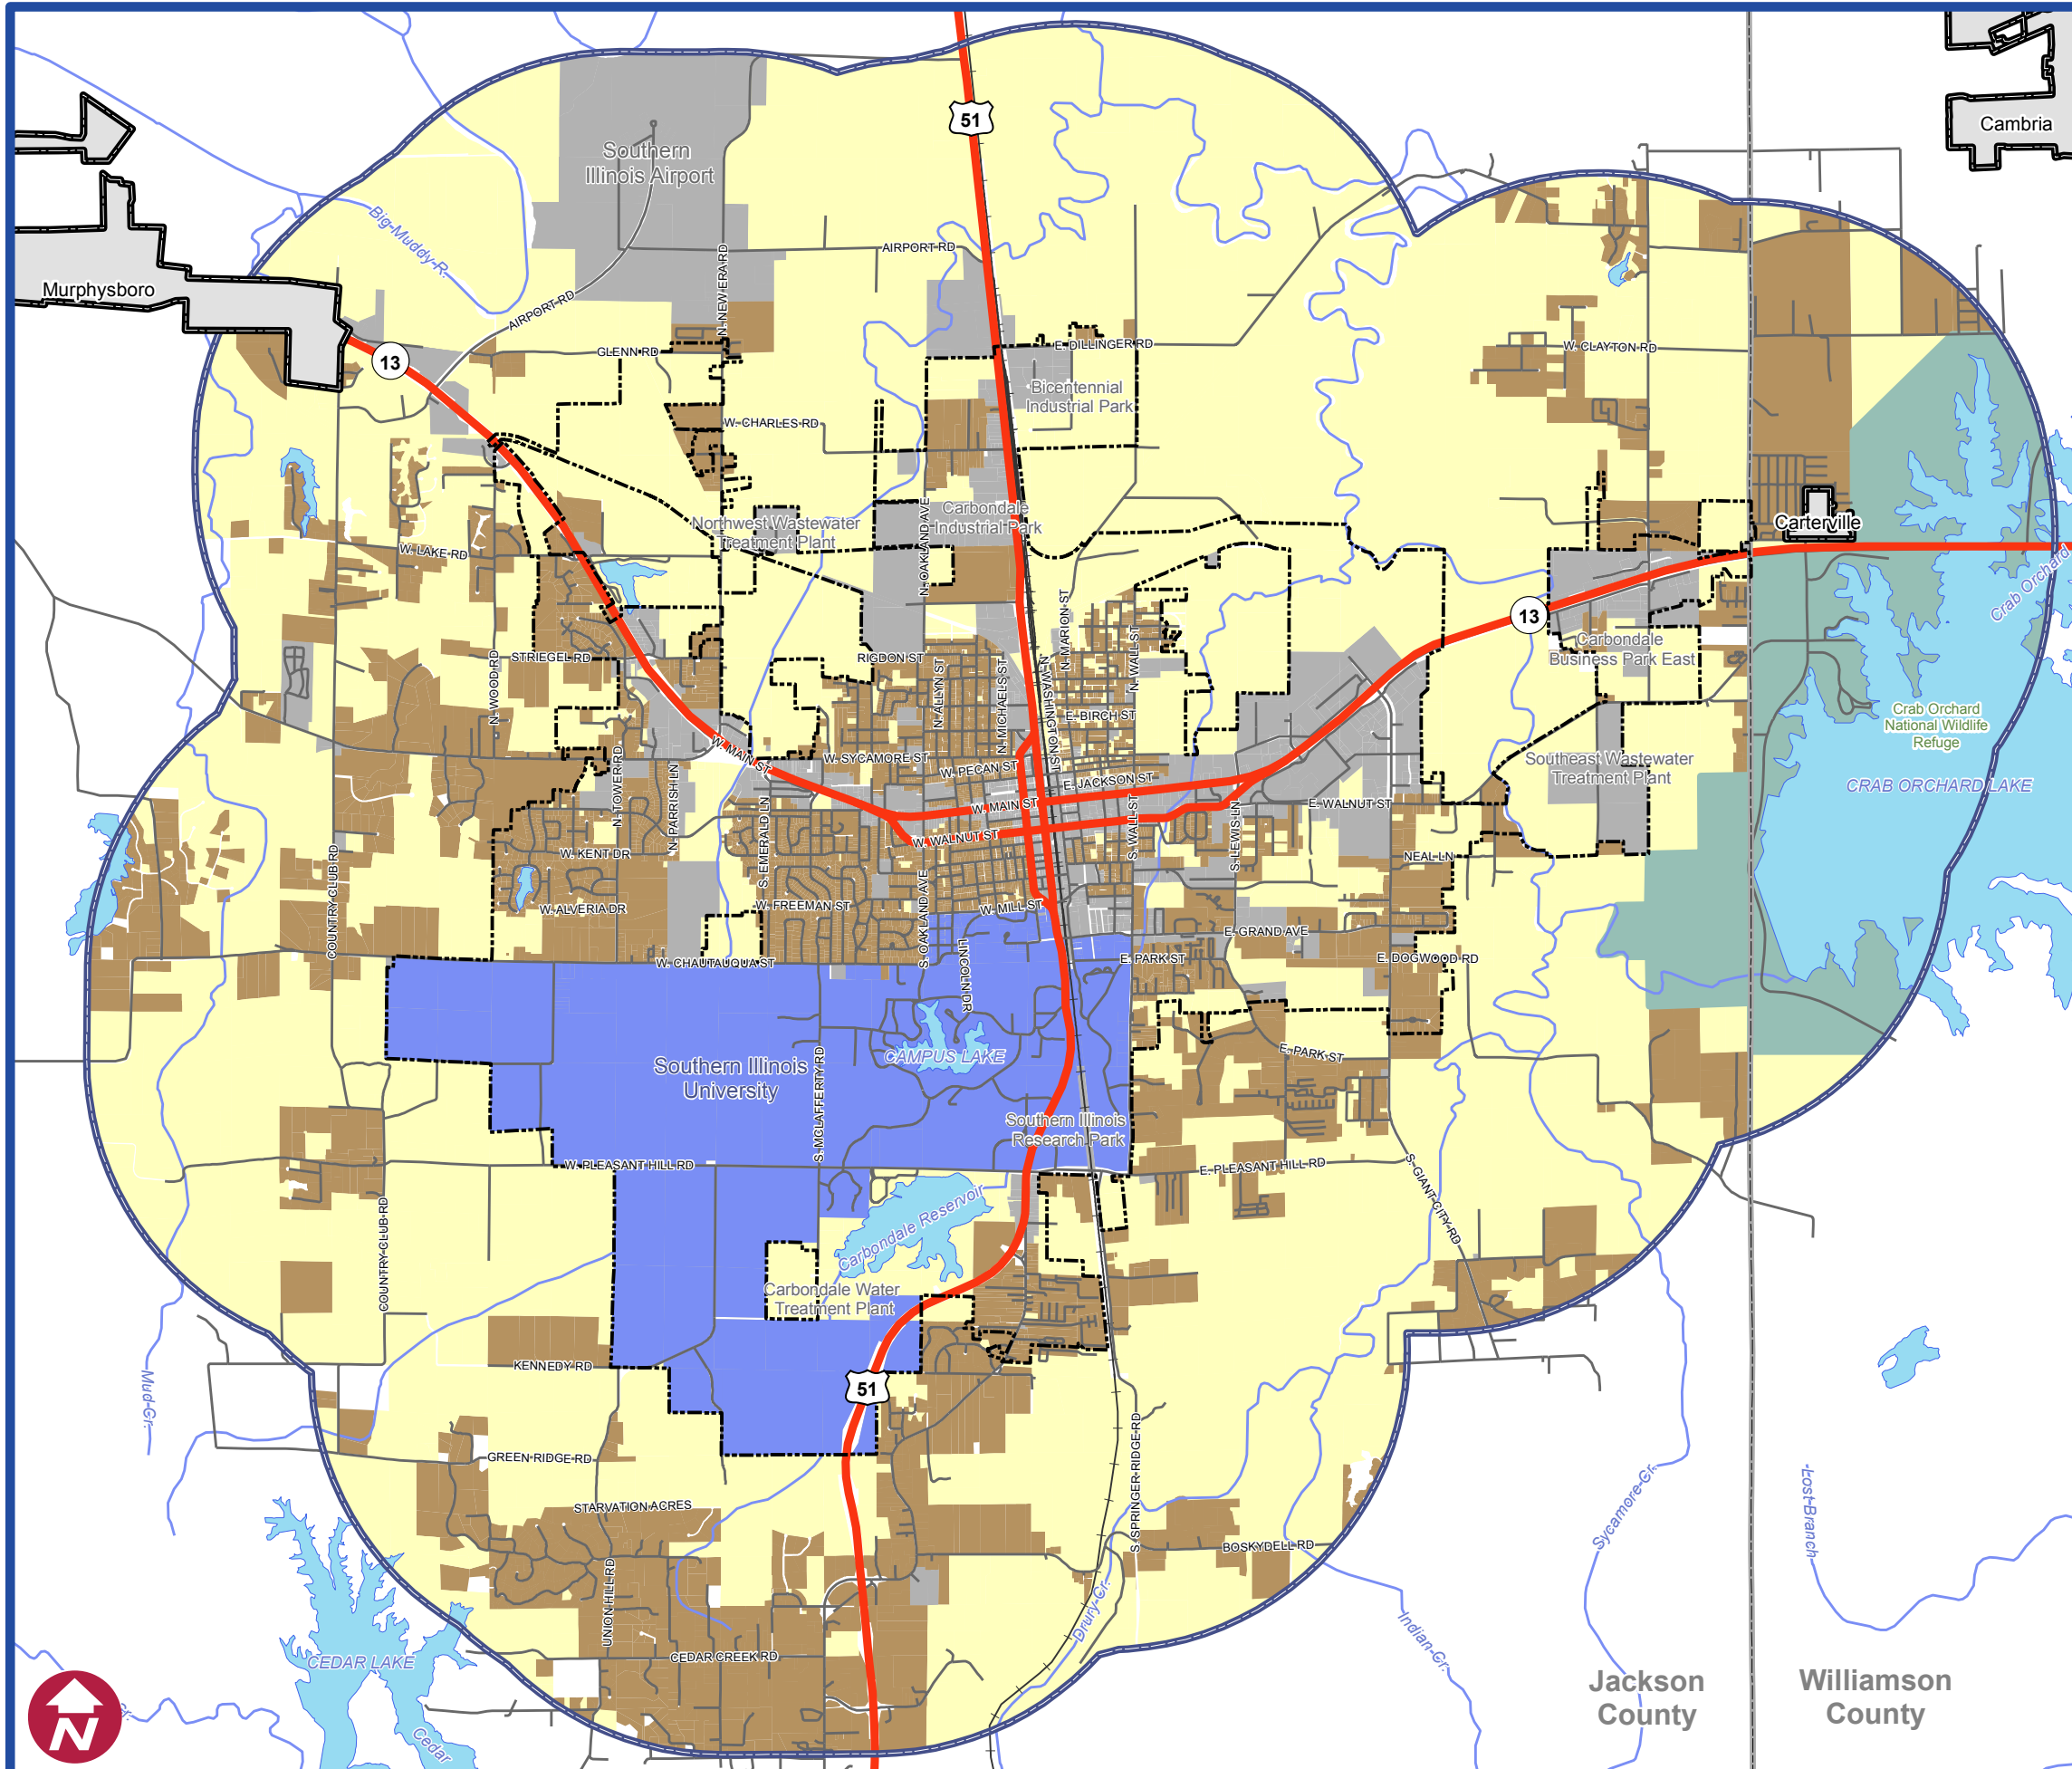 51
Cambria
Southern
Illinois Airport
Big Muddy R.
AIRPORT RD
N. NEW ERA RD
Murphysboro
AIRPORT RD
13
GLENN RD
E. DILLINGER RD
W. CLAYTON RD
Bicentennial
Industrial Park
W. CHARLES RD
Northwest Wastewater
Treatment Plant
N. OAKLAND AVE
Carbondale
Industrial Park
Carterville
W. LAKE RD
Crab Orchard
13
N. MARION ST
N. WALL ST
Carbondale
Business Park East
STRIEGEL RD
RIGDON ST
N. WOOD RD
N. ALLYN ST
N. MICHAELS ST
N. WASHINGTON ST
E. BIRCH ST
Crab Orchard
National Wildlife
Refuge
W. MAIN ST
W. SYCAMORE ST
W. PECAN ST
E. JACKSON ST
Southeast Wastewater
Treatment Plant
CRAB ORCHARD LAKE
N. TOWER RD
N. PARRISH LN
S. EMERALD LN
W. MAIN ST
E. WALNUT ST
W. WALNUT ST
S. WALL ST
S. LEWIS LN
W. KENT DR
NEAL LN
COUNTRY CLUB RD
W. ALVERIA DR
W. FREEMAN ST
S. OAKLAND AVE
W. MILL ST
E. GRAND AVE
W. CHAUTAUQUA ST
LINCOLN DR
E. PARK ST
E. DOGWOOD RD
CAMPUS LAKE
E. PARK ST
Southern Illinois
University
S. MCLAFFERTY RD
Southern Illinois
Research Park
W. PLEASANT HILL RD
E. PLEASANT HILL RD
S. GIANT CITY RD
COUNTRY CLUB RD
Carbondale Reservoir
Carbondale Water
Treatment Plant
KENNEDY RD
Mud Cr.
51
GREEN RIDGE RD
S. SPRINGER RIDGE RD
STARVATION ACRES
BOSKYDELL RD
Sycamore Cr.
Lost Branch
UNION HILL RD
Drury Cr.
Indian Cr.
CEDAR LAKE
CEDAR CREEK RD
Jackson
County
Williamson
County
N
Cr.
Cedar